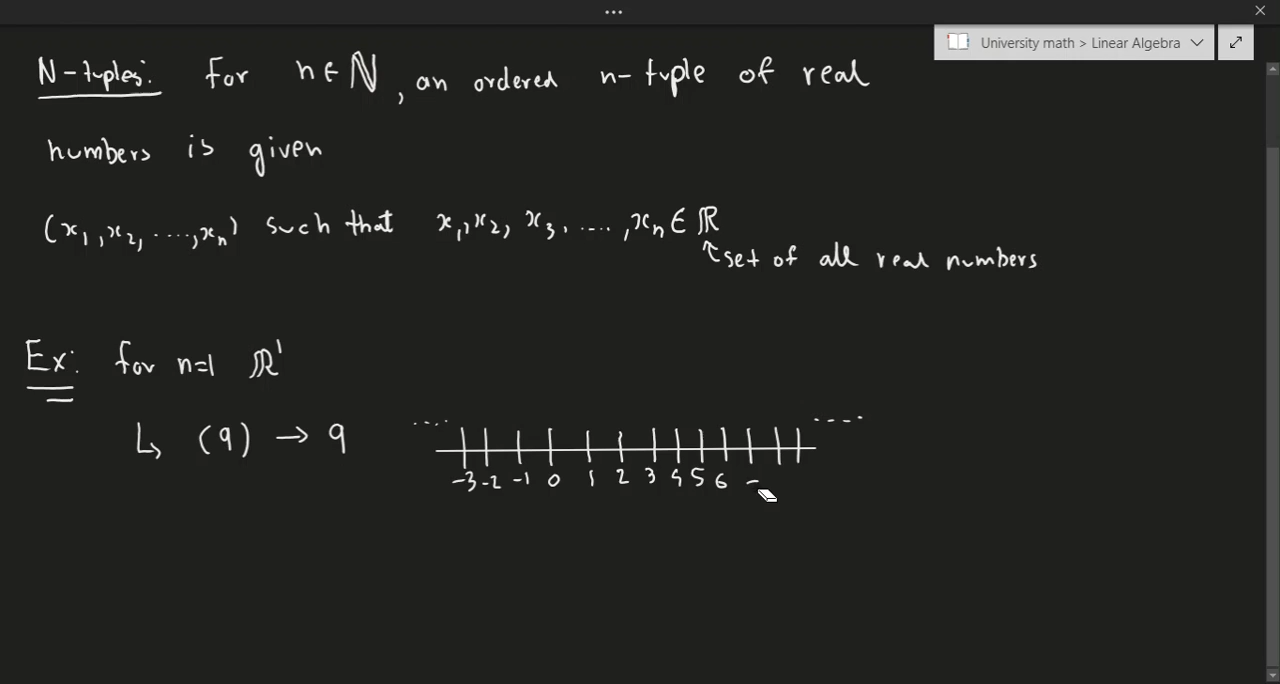 University math > Linear Algebra
N-tuples: for n∈ℕ, an ordered n-tuple of real
numbers is given
(x₁,x₂,....,xₙ) such that x₁,x₂,x₃,....,xₙ∈ℝ
↖set of all real numbers
Ex: for n=1 ℝ¹
↳ (9) → 9
.... ....
-3 -2 -1 0 1 2 3 4 5 6 -